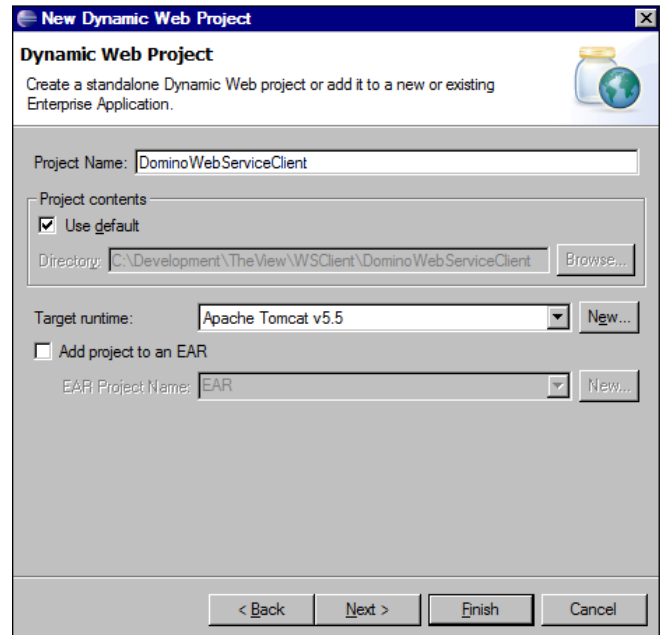 New Dynamic Web Project
Dynamic Web Project
Create a standalone Dynamic Web project or add it to a new or existing
Enterprise Application.
Project Name: DominoWebServiceClient
Project contents
Use default
Directory: C:\Development\TheView\WSClient\DominoWebServiceClient Browse...
Target runtime: Apache Tomcat v5.5 New...
Add project to an EAR
EAR Project Name: EAR New...
< Back Next > Finish Cancel